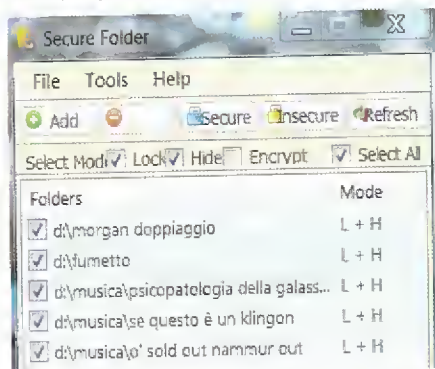 Secure Folder
File Tools Help
Add Secure Insecure Refresh
Select Mod Lock Hide Encrypt Select All
Folders Mode
d:\morgan doppiaggio L + H
d:\fumetto L + H
d:\musica\psicopatologia della galass... L + H
d:\musica\se questo è un klingon L + H
d:\musica\o' sold out nammur out L + H